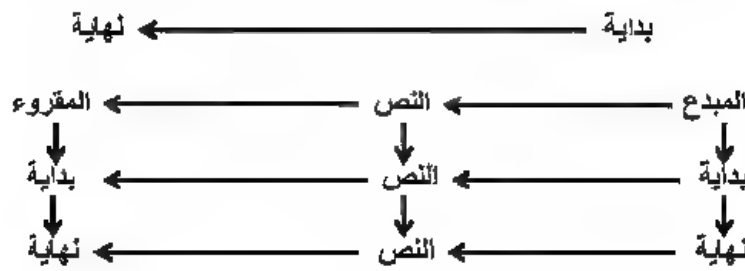 بداية نهاية
المبدع النص المقروء
بداية النص بداية
نهاية النص نهاية